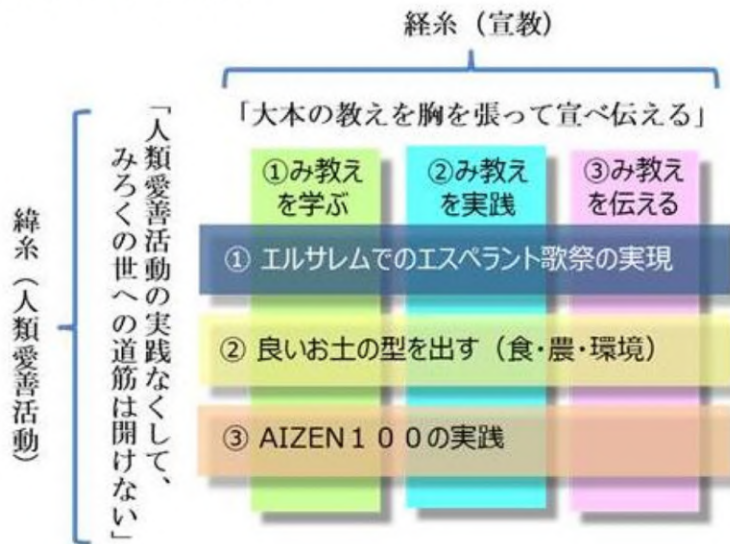 経糸（宣教）
「大本の教えを胸を張って宣べ伝える」
①み教え
を学ぶ
②み教え
を実践
③み教え
を伝える
緯糸（人類愛善活動）
「人類愛善活動の実践なくして、
みろくの世への道筋は開けない」
① エルサレムでのエスペラント歌祭の実現
② 良いお土の型を出す（食・農・環境）
③ AIZEN１００の実践